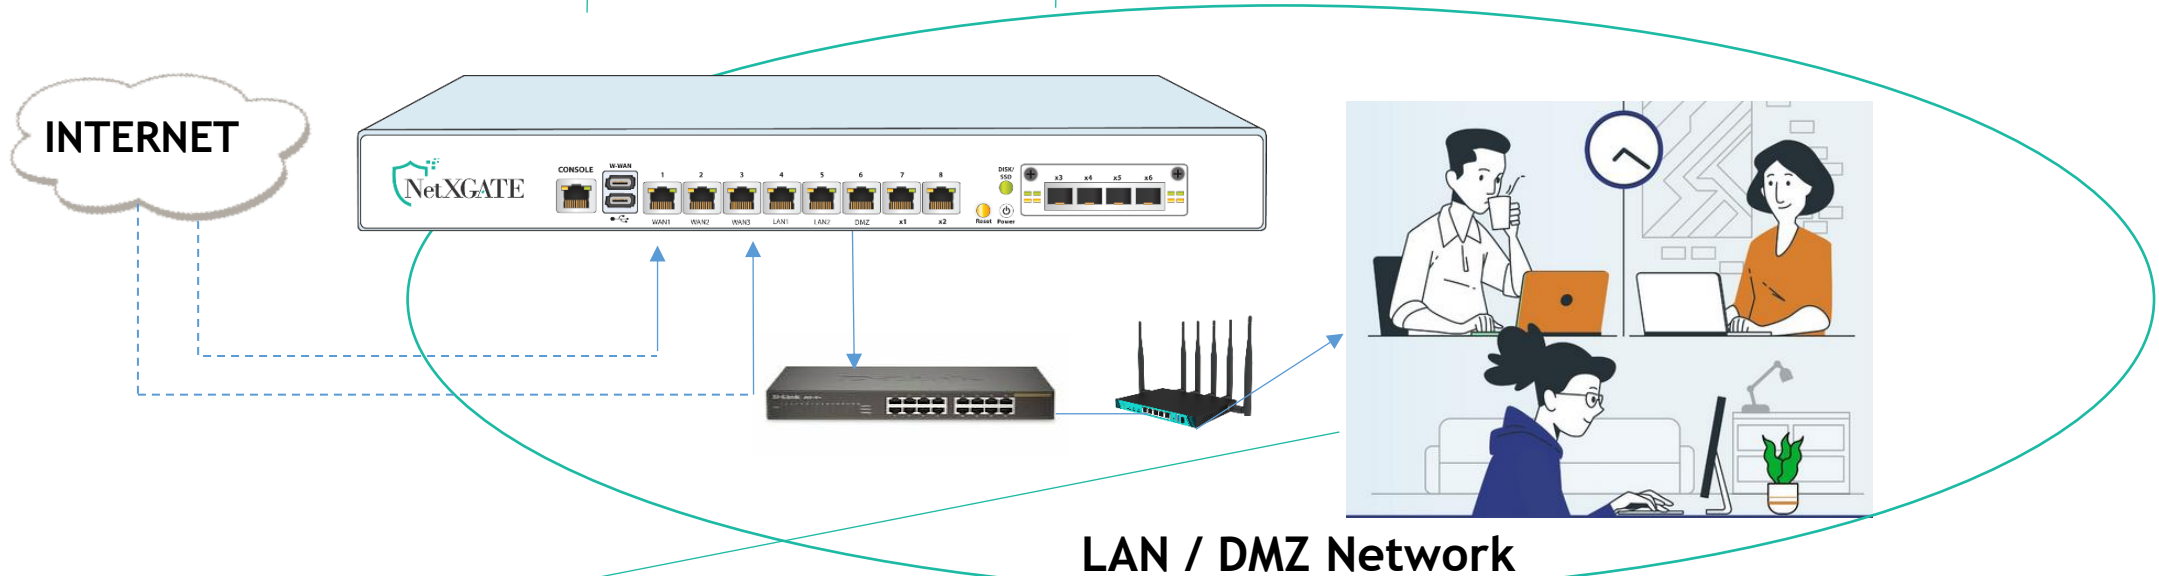 INTERNET
NetXGATE
CONSOLE
W-WAN
1 2 3 4 5 6 7 8
WAN1 WAN2 WAN3 LAN1 LAN2 DMZ x1 x2
DISK/
SSD
Reset Power
x3 x4 x5 x6
D-Link
LAN / DMZ Network